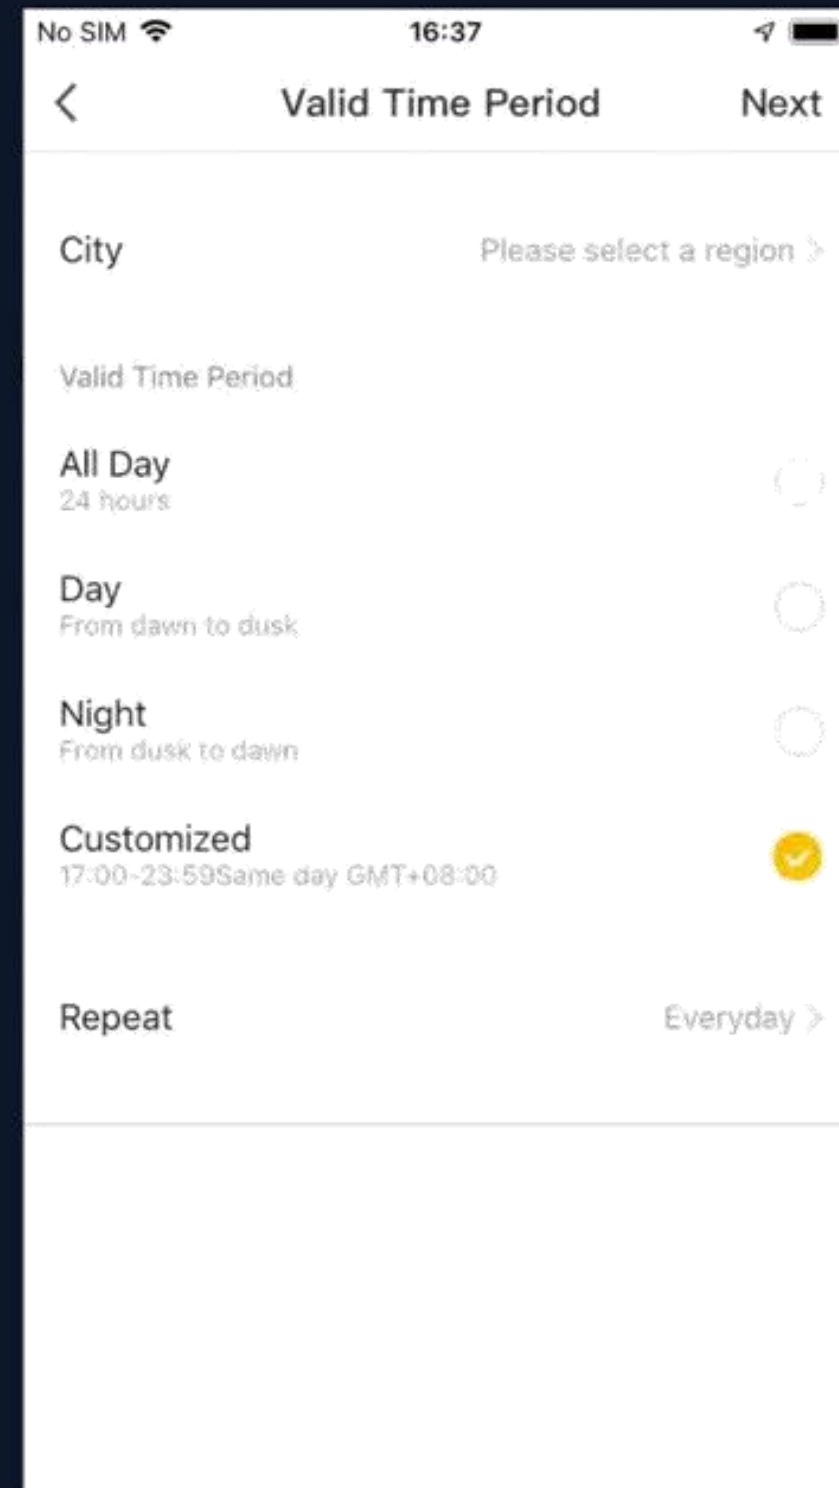 No SIM 16:37
Valid Time Period Next
City Please select a region
Valid Time Period
All Day
24 hours
Day
From dawn to dusk
Night
From dusk to dawn
Customized
17:00-23:59Same day GMT+08:00
Repeat Everyday